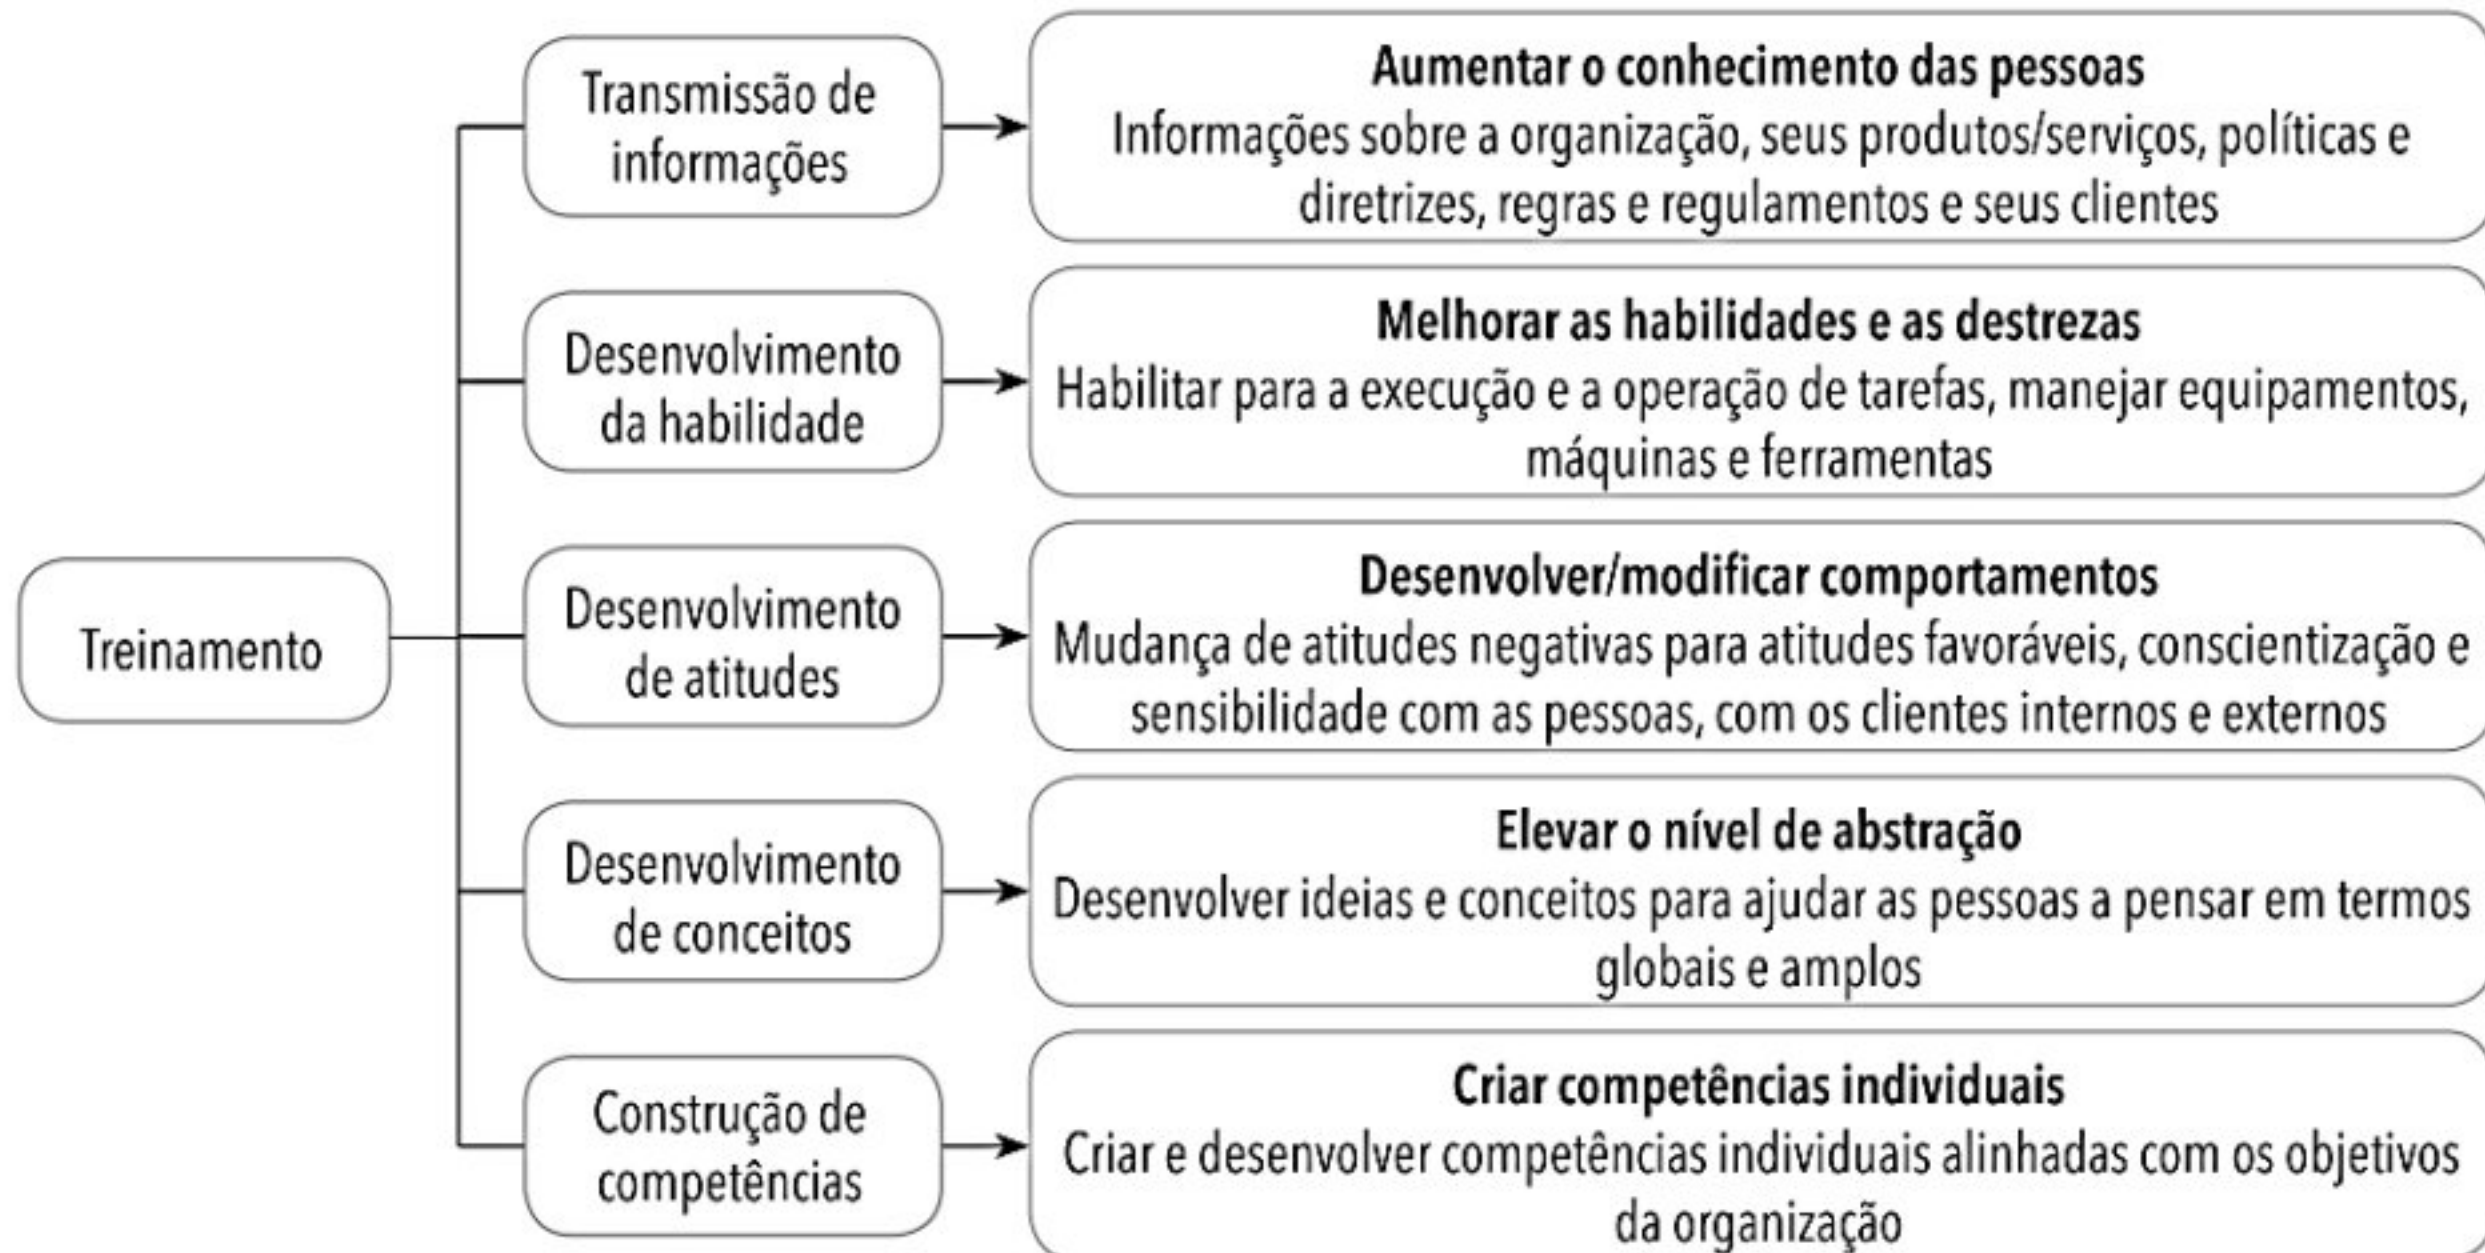 Treinamento
Transmissão de
informações
Aumentar o conhecimento das pessoas
Informações sobre a organização, seus produtos/serviços, políticas e
diretrizes, regras e regulamentos e seus clientes
Desenvolvimento
da habilidade
Melhorar as habilidades e as destrezas
Habilitar para a execução e a operação de tarefas, manejar equipamentos,
máquinas e ferramentas
Desenvolvimento
de atitudes
Desenvolver/modificar comportamentos
Mudança de atitudes negativas para atitudes favoráveis, conscientização e
sensibilidade com as pessoas, com os clientes internos e externos
Desenvolvimento
de conceitos
Elevar o nível de abstração
Desenvolver ideias e conceitos para ajudar as pessoas a pensar em termos
globais e amplos
Construção de
competências
Criar competências individuais
Criar e desenvolver competências individuais alinhadas com os objetivos
da organização